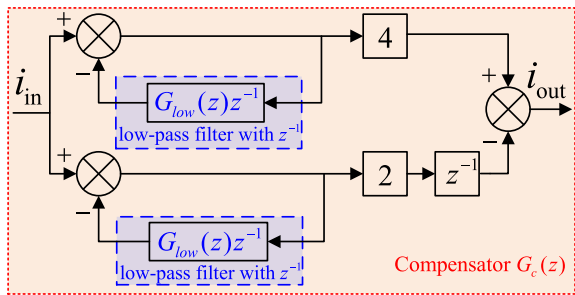 +
4
−
+
i_in
G_low(z)z⁻¹
i_out
low-pass filter with z⁻¹
+
−
2
z⁻¹
−
G_low(z)z⁻¹
Compensator G_c(z)
low-pass filter with z⁻¹